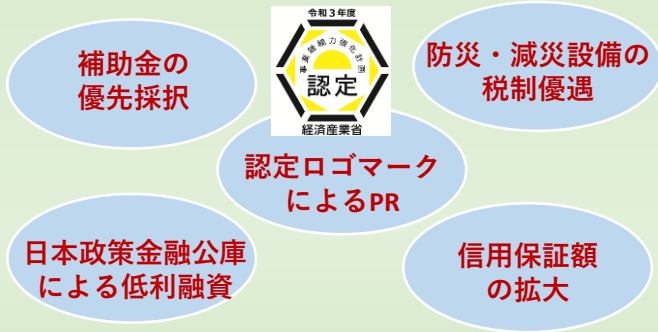 令和３年度
事業継続力強化計画
認定
経済産業省
補助金の
優先採択
防災・減災設備の
税制優遇
認定ロゴマーク
によるPR
日本政策金融公庫
による低利融資
信用保証額
の拡大